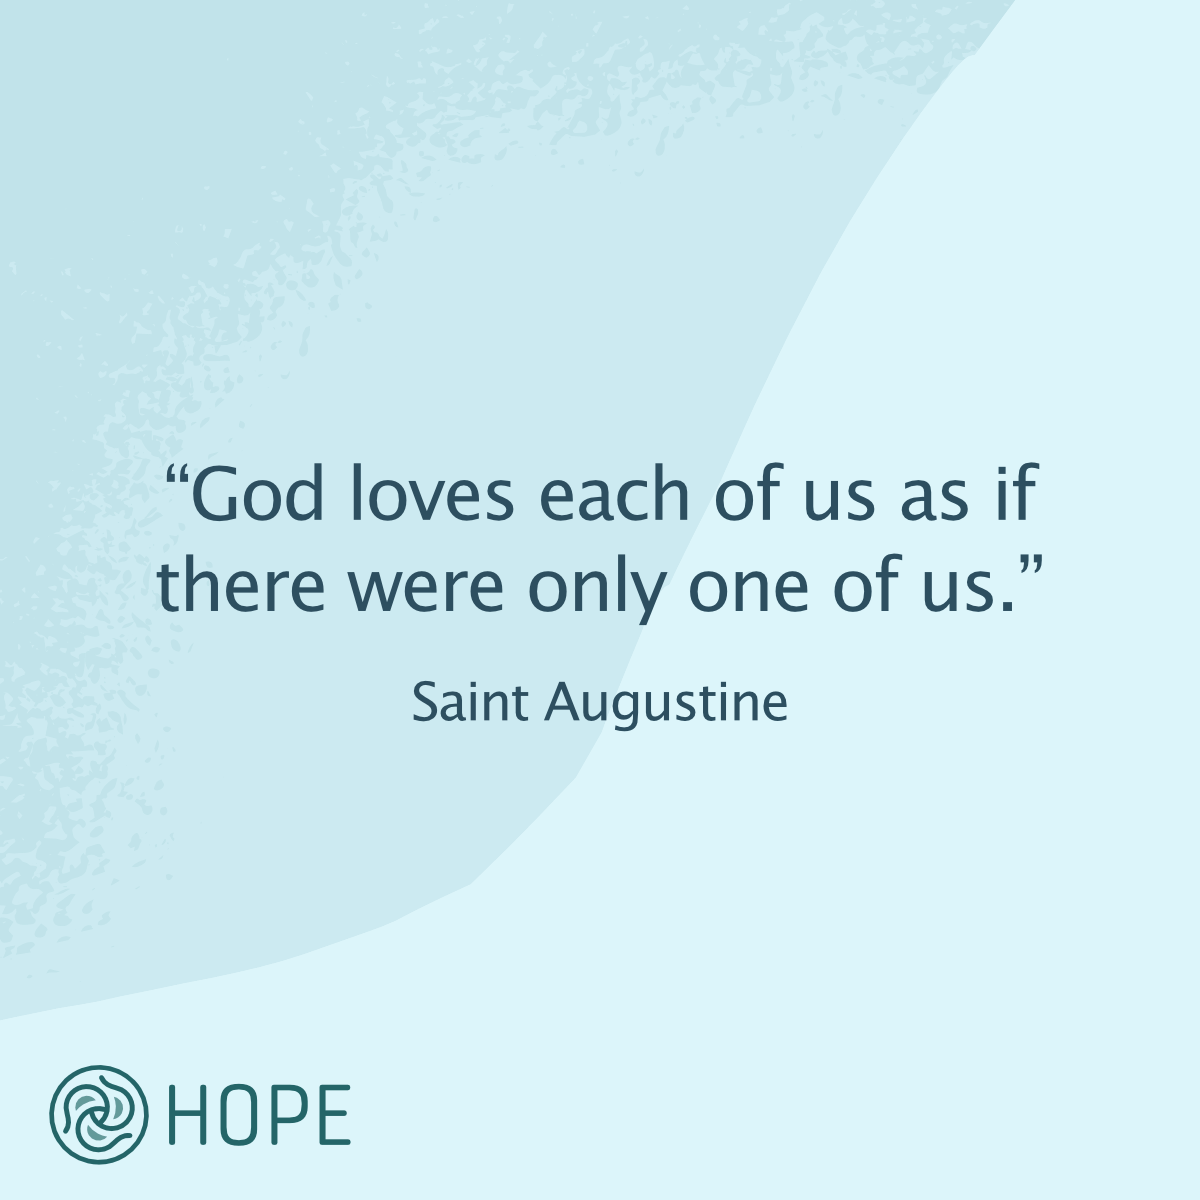 “God loves each of us as if
there were only one of us.”
Saint Augustine
HOPE